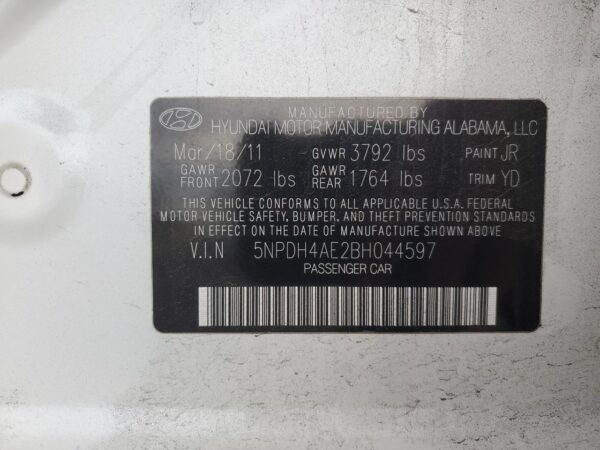 MANUFACTURED BY
HYUNDAI MOTOR MANUFACTURING ALABAMA, LLC
Mar/18/11 GVWR 3792 lbs PAINT JR
GAWR FRONT 2072 lbs GAWR REAR 1764 lbs TRIM YD
THIS VEHICLE CONFORMS TO ALL APPLICABLE U.S.A. FEDERAL
MOTOR VEHICLE SAFETY, BUMPER, AND THEFT PREVENTION STANDARDS
IN EFFECT ON THE DATE OF MANUFACTURE SHOWN ABOVE
V.I.N 5NPDH4AE2BH044597
PASSENGER CAR